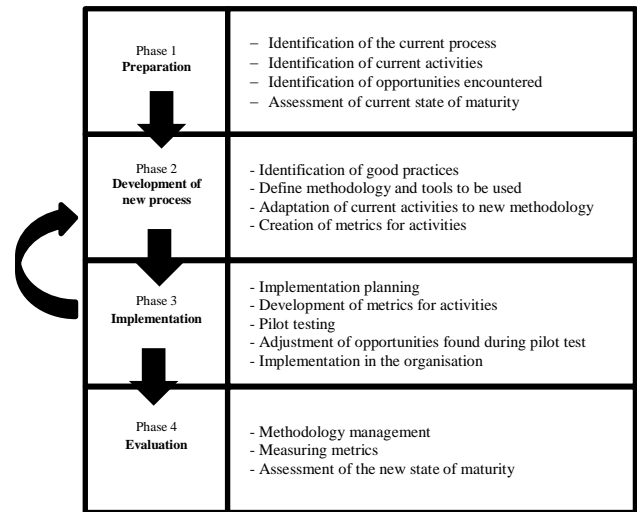 Phase 1
Preparation
– Identification of the current process
– Identification of current activities
– Identification of opportunities encountered
– Assessment of current state of maturity
Phase 2
Development of
new process
- Identification of good practices
- Define methodology and tools to be used
- Adaptation of current activities to new methodology
- Creation of metrics for activities
Phase 3
Implementation
- Implementation planning
- Development of metrics for activities
- Pilot testing
- Adjustment of opportunities found during pilot test
- Implementation in the organisation
Phase 4
Evaluation
- Methodology management
- Measuring metrics
- Assessment of the new state of maturity